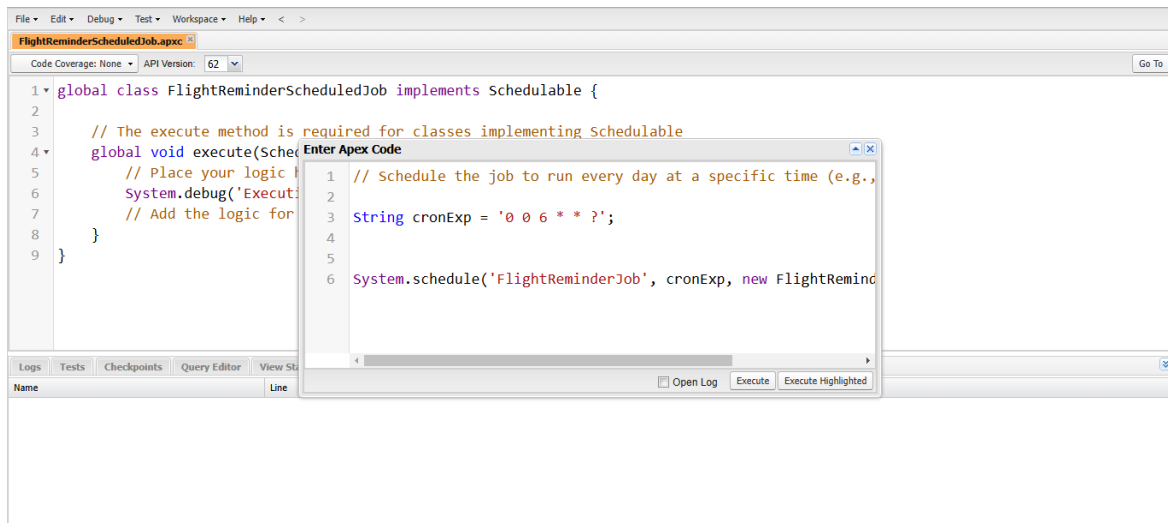 File Edit Debug Test Workspace Help < >
FlightReminderScheduledJob.apxc
Code Coverage: None API Version: 62 Go To
1 global class FlightReminderScheduledJob implements Schedulable {
2
3 // The execute method is required for classes implementing Schedulable
4 global void execute(Sched
5 // Place your logic h
6 System.debug('Executi
7 // Add the logic for
8 }
9 }
Enter Apex Code
1 // Schedule the job to run every day at a specific time (e.g.,
2
3 String cronExp = '0 0 6 * * ?';
4
5
6 System.schedule('FlightReminderJob', cronExp, new FlightRemind
Open Log Execute Execute Highlighted
Logs Tests Checkpoints Query Editor View Sta
Name Line